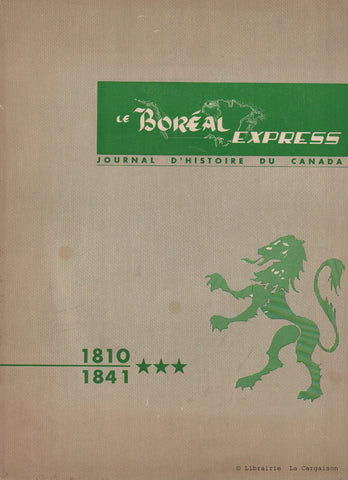 LE BORÉAL
EXPRESS
JOURNAL D'HISTOIRE DU CANADA
1810
1841 ★★★
© Librairie La Cargaison